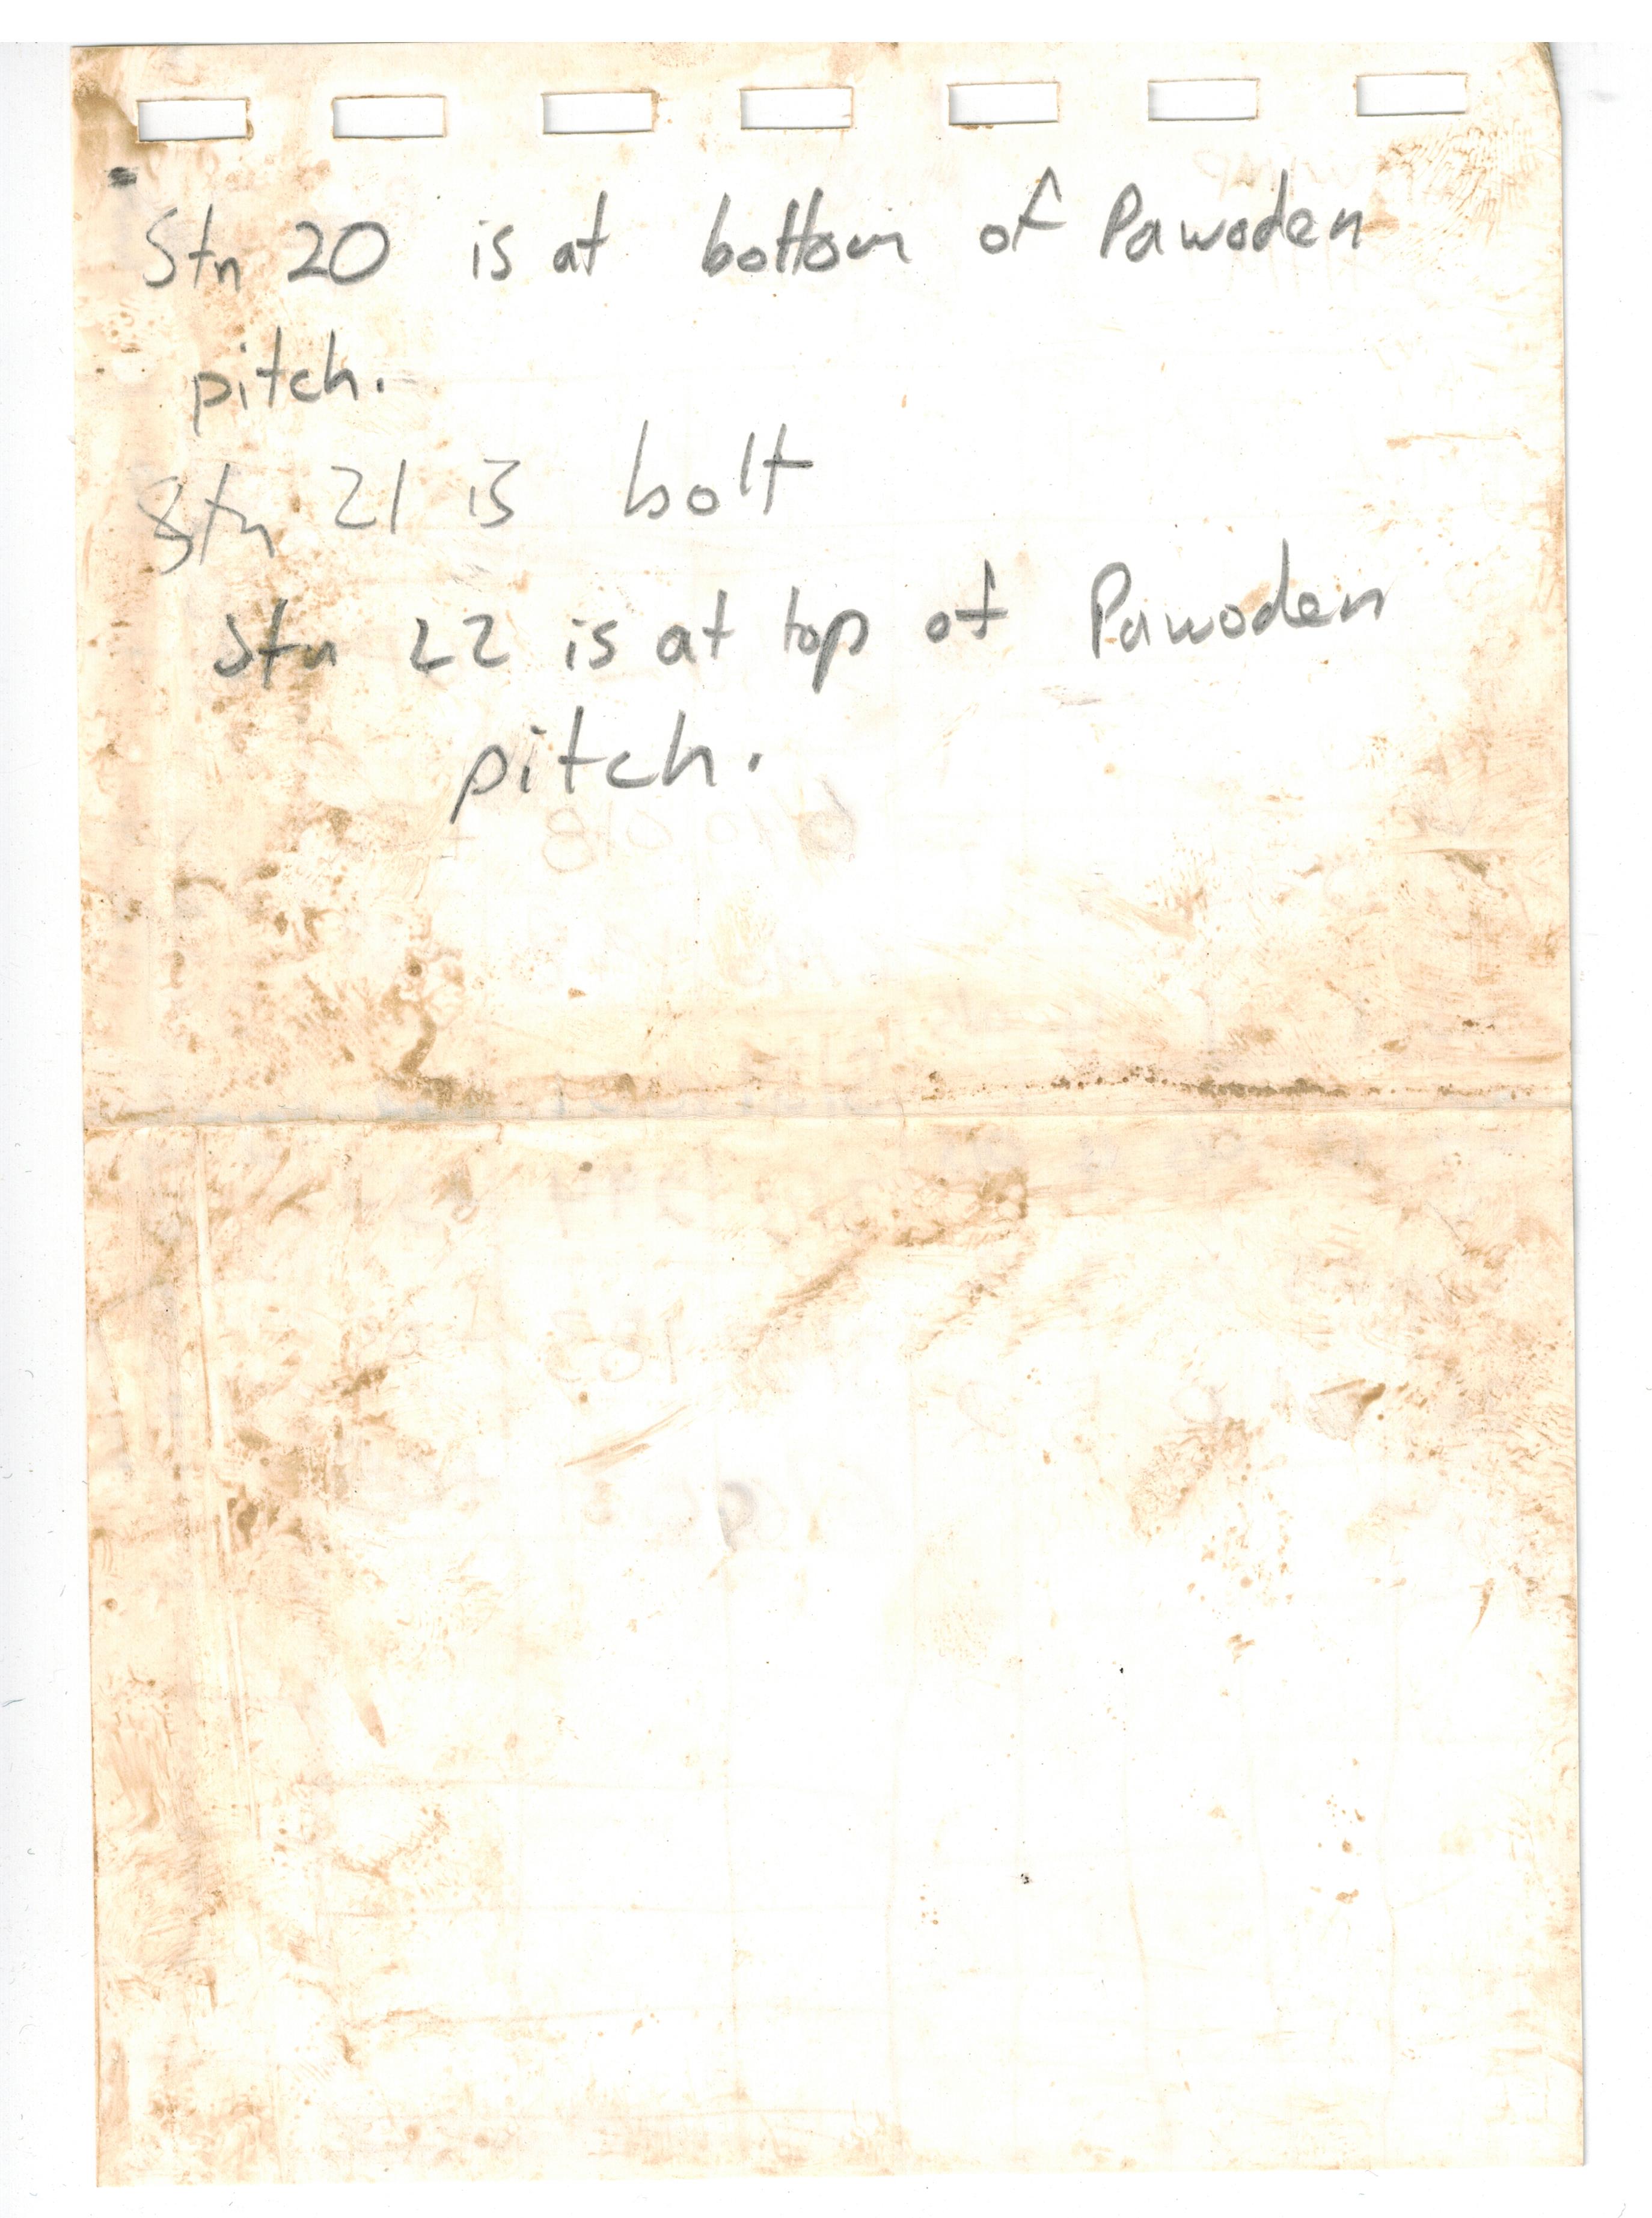 Stn 20 is at bottom of Pawoden
pitch.
Stn 21 is bolt
Stn 22 is at top of Pawoden
pitch.